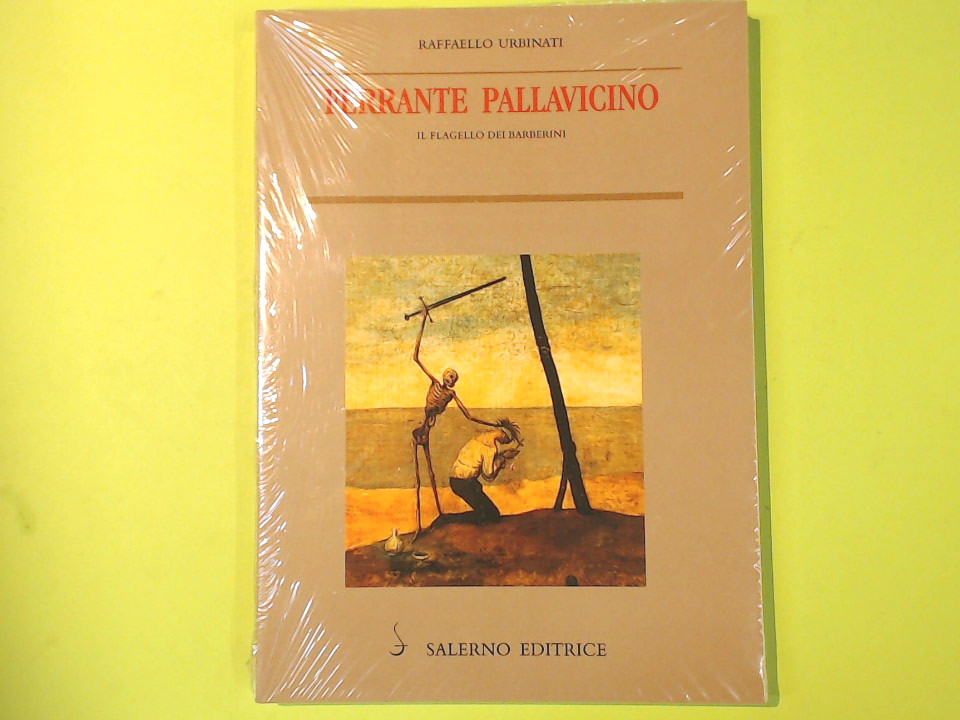 RAFFAELLO URBINATI
FERRANTE PALLAVICINO
IL FLAGELLO DEI BARBERINI
SALERNO EDITRICE